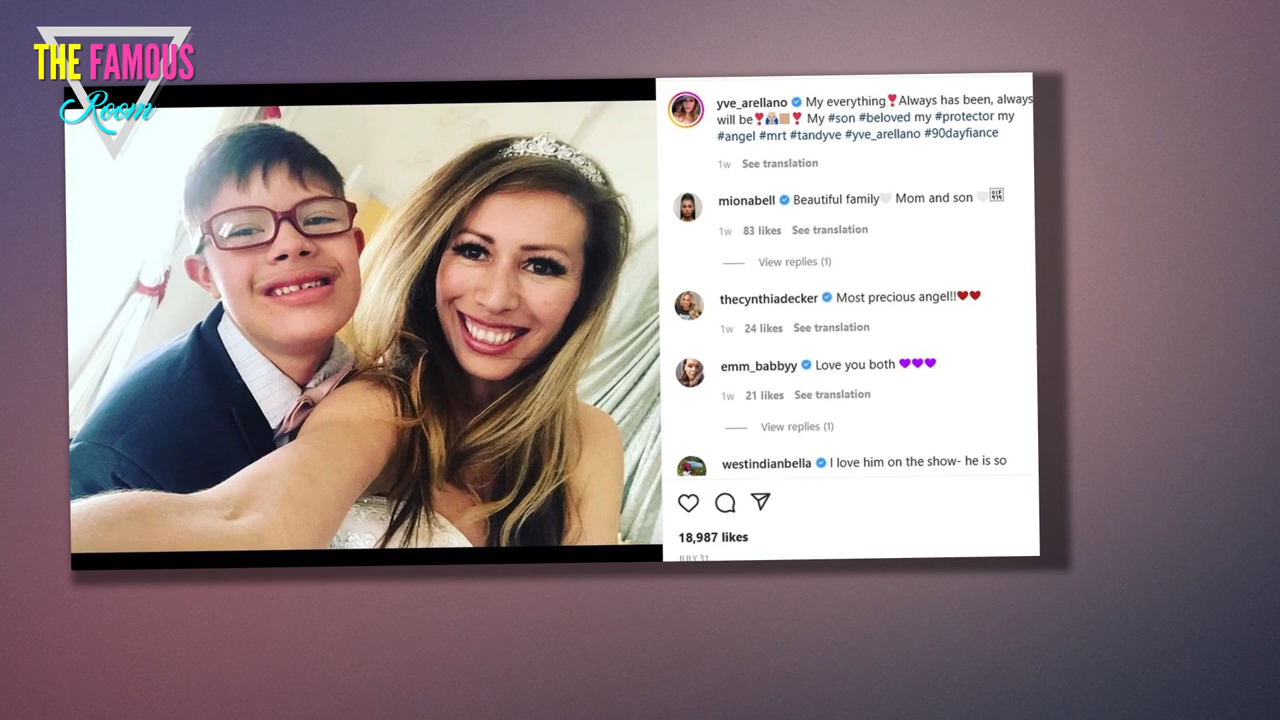 THE FAMOUS
Room
yve_arellano My everything❣Always has been, always
will be❣ ❣ My #son #beloved my #protector my
#angel #mrt #tandyve #yve_arellano #90dayfiance
1w See translation
mionabell Beautiful family🤍 Mom and son 🤍
1w 83 likes See translation
View replies (1)
thecynthiadecker Most precious angel!!❤❤
1w 24 likes See translation
emm_babbyy Love you both 💜💜💜
1w 21 likes See translation
View replies (1)
westindianbella I love him on the show- he is so
18,987 likes
JULY 31